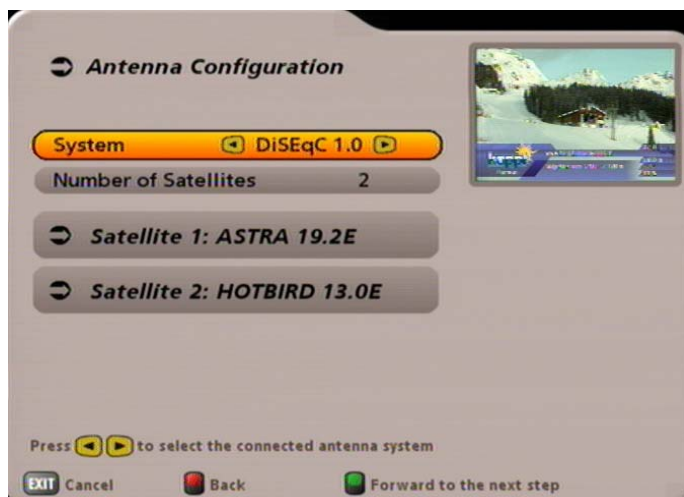 Antenna Configuration
System DiSEqC 1.0
Number of Satellites 2
Satellite 1: ASTRA 19.2E
Satellite 2: HOTBIRD 13.0E
Press to select the connected antenna system
EXIT Cancel Back Forward to the next step